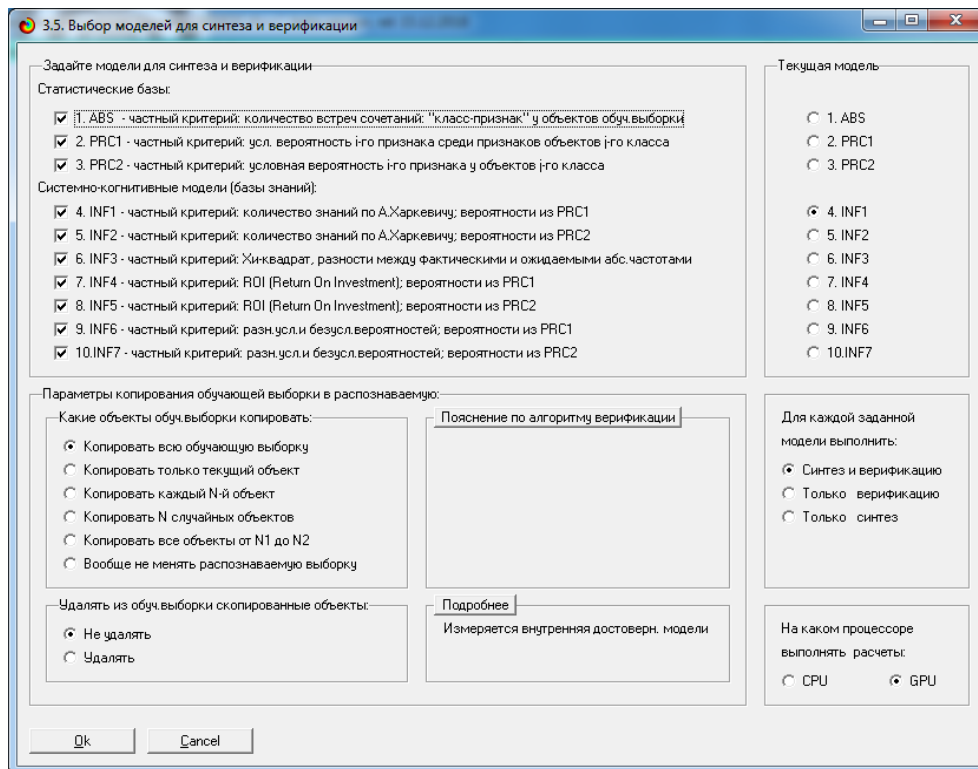 3.5. Выбор моделей для синтеза и верификации
Задайте модели для синтеза и верификации
Статистические базы:
1. ABS - частный критерий: количество встреч сочетаний: "класс-признак" у объектов обуч.выборки
2. PRC1 - частный критерий: усл. вероятность i-го признака среди признаков объектов j-го класса
3. PRC2 - частный критерий: условная вероятность i-го признака у объектов j-го класса
Системно-когнитивные модели (базы знаний):
4. INF1 - частный критерий: количество знаний по А.Харкевичу; вероятности из PRC1
5. INF2 - частный критерий: количество знаний по А.Харкевичу; вероятности из PRC2
6. INF3 - частный критерий: Хи-квадрат, разности между фактическими и ожидаемыми абс.частотами
7. INF4 - частный критерий: ROI (Return On Investment); вероятности из PRC1
8. INF5 - частный критерий: ROI (Return On Investment); вероятности из PRC2
9. INF6 - частный критерий: разн.усл.и безусл.вероятностей; вероятности из PRC1
10.INF7 - частный критерий: разн.усл.и безусл.вероятностей; вероятности из PRC2
Текущая модель
1. ABS
2. PRC1
3. PRC2
4. INF1
5. INF2
6. INF3
7. INF4
8. INF5
9. INF6
10.INF7
Параметры копирования обучающей выборки в распознаваемую:
Какие объекты обуч.выборки копировать:
Копировать всю обучающую выборку
Копировать только текущий объект
Копировать каждый N-й объект
Копировать N случайных объектов
Копировать все объекты от N1 до N2
Вообще не менять распознаваемую выборку
Пояснение по алгоритму верификации
Удалять из обуч.выборки скопированные объекты:
Не удалять
Удалять
Подробнее
Измеряется внутренняя достоверн. модели
Для каждой заданной
модели выполнить:
Синтез и верификацию
Только верификацию
Только синтез
На каком процессоре
выполнять расчеты:
CPU GPU
Ok Cancel